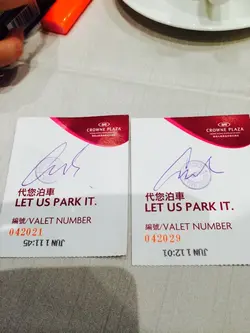 CROWNE PLAZA
代您泊車
LET US PARK IT.
編號/VALET NUMBER
042021
JUN 1 11:45
CROWNE PLAZA
代您泊車
LET US PARK IT.
編號/VALET NUMBER
042029
JUN 1 12:01